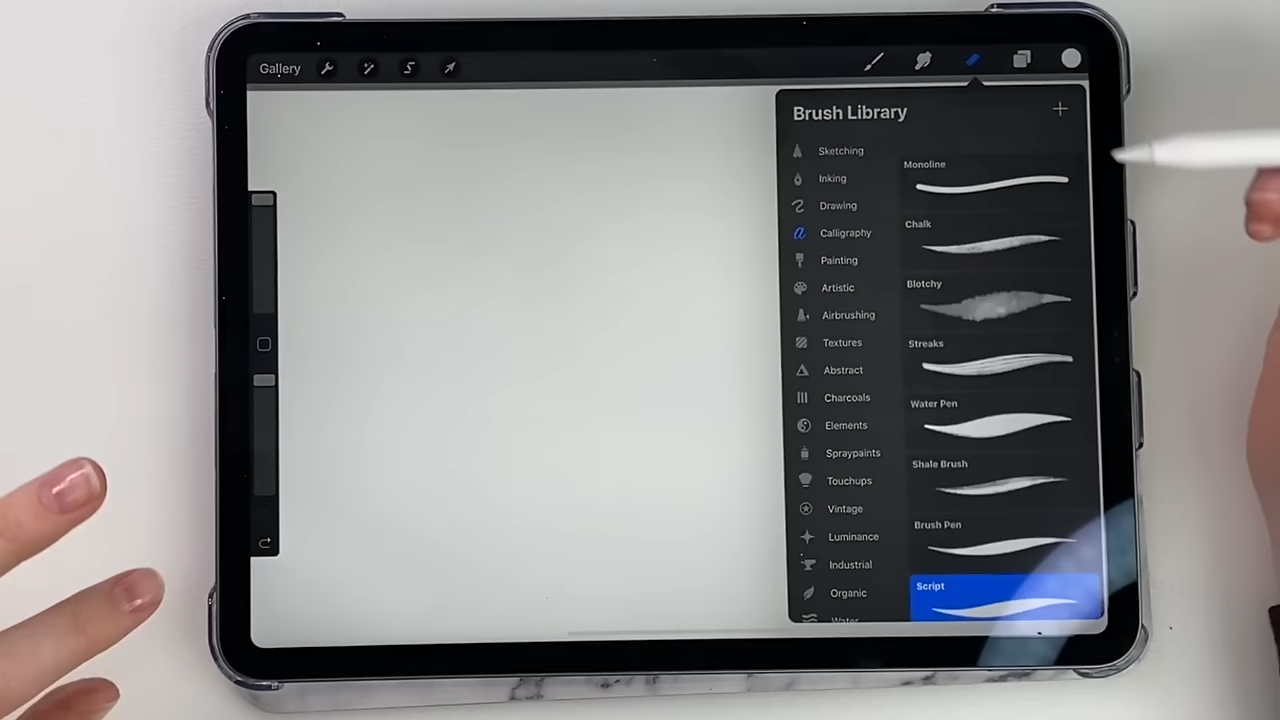 Gallery
Brush Library
Sketching
Inking
Drawing
Calligraphy
Painting
Artistic
Airbrushing
Textures
Abstract
Charcoals
Elements
Spraypaints
Touchups
Vintage
Luminance
Industrial
Organic
Water
Monoline
Chalk
Blotchy
Streaks
Water Pen
Shale Brush
Brush Pen
Script